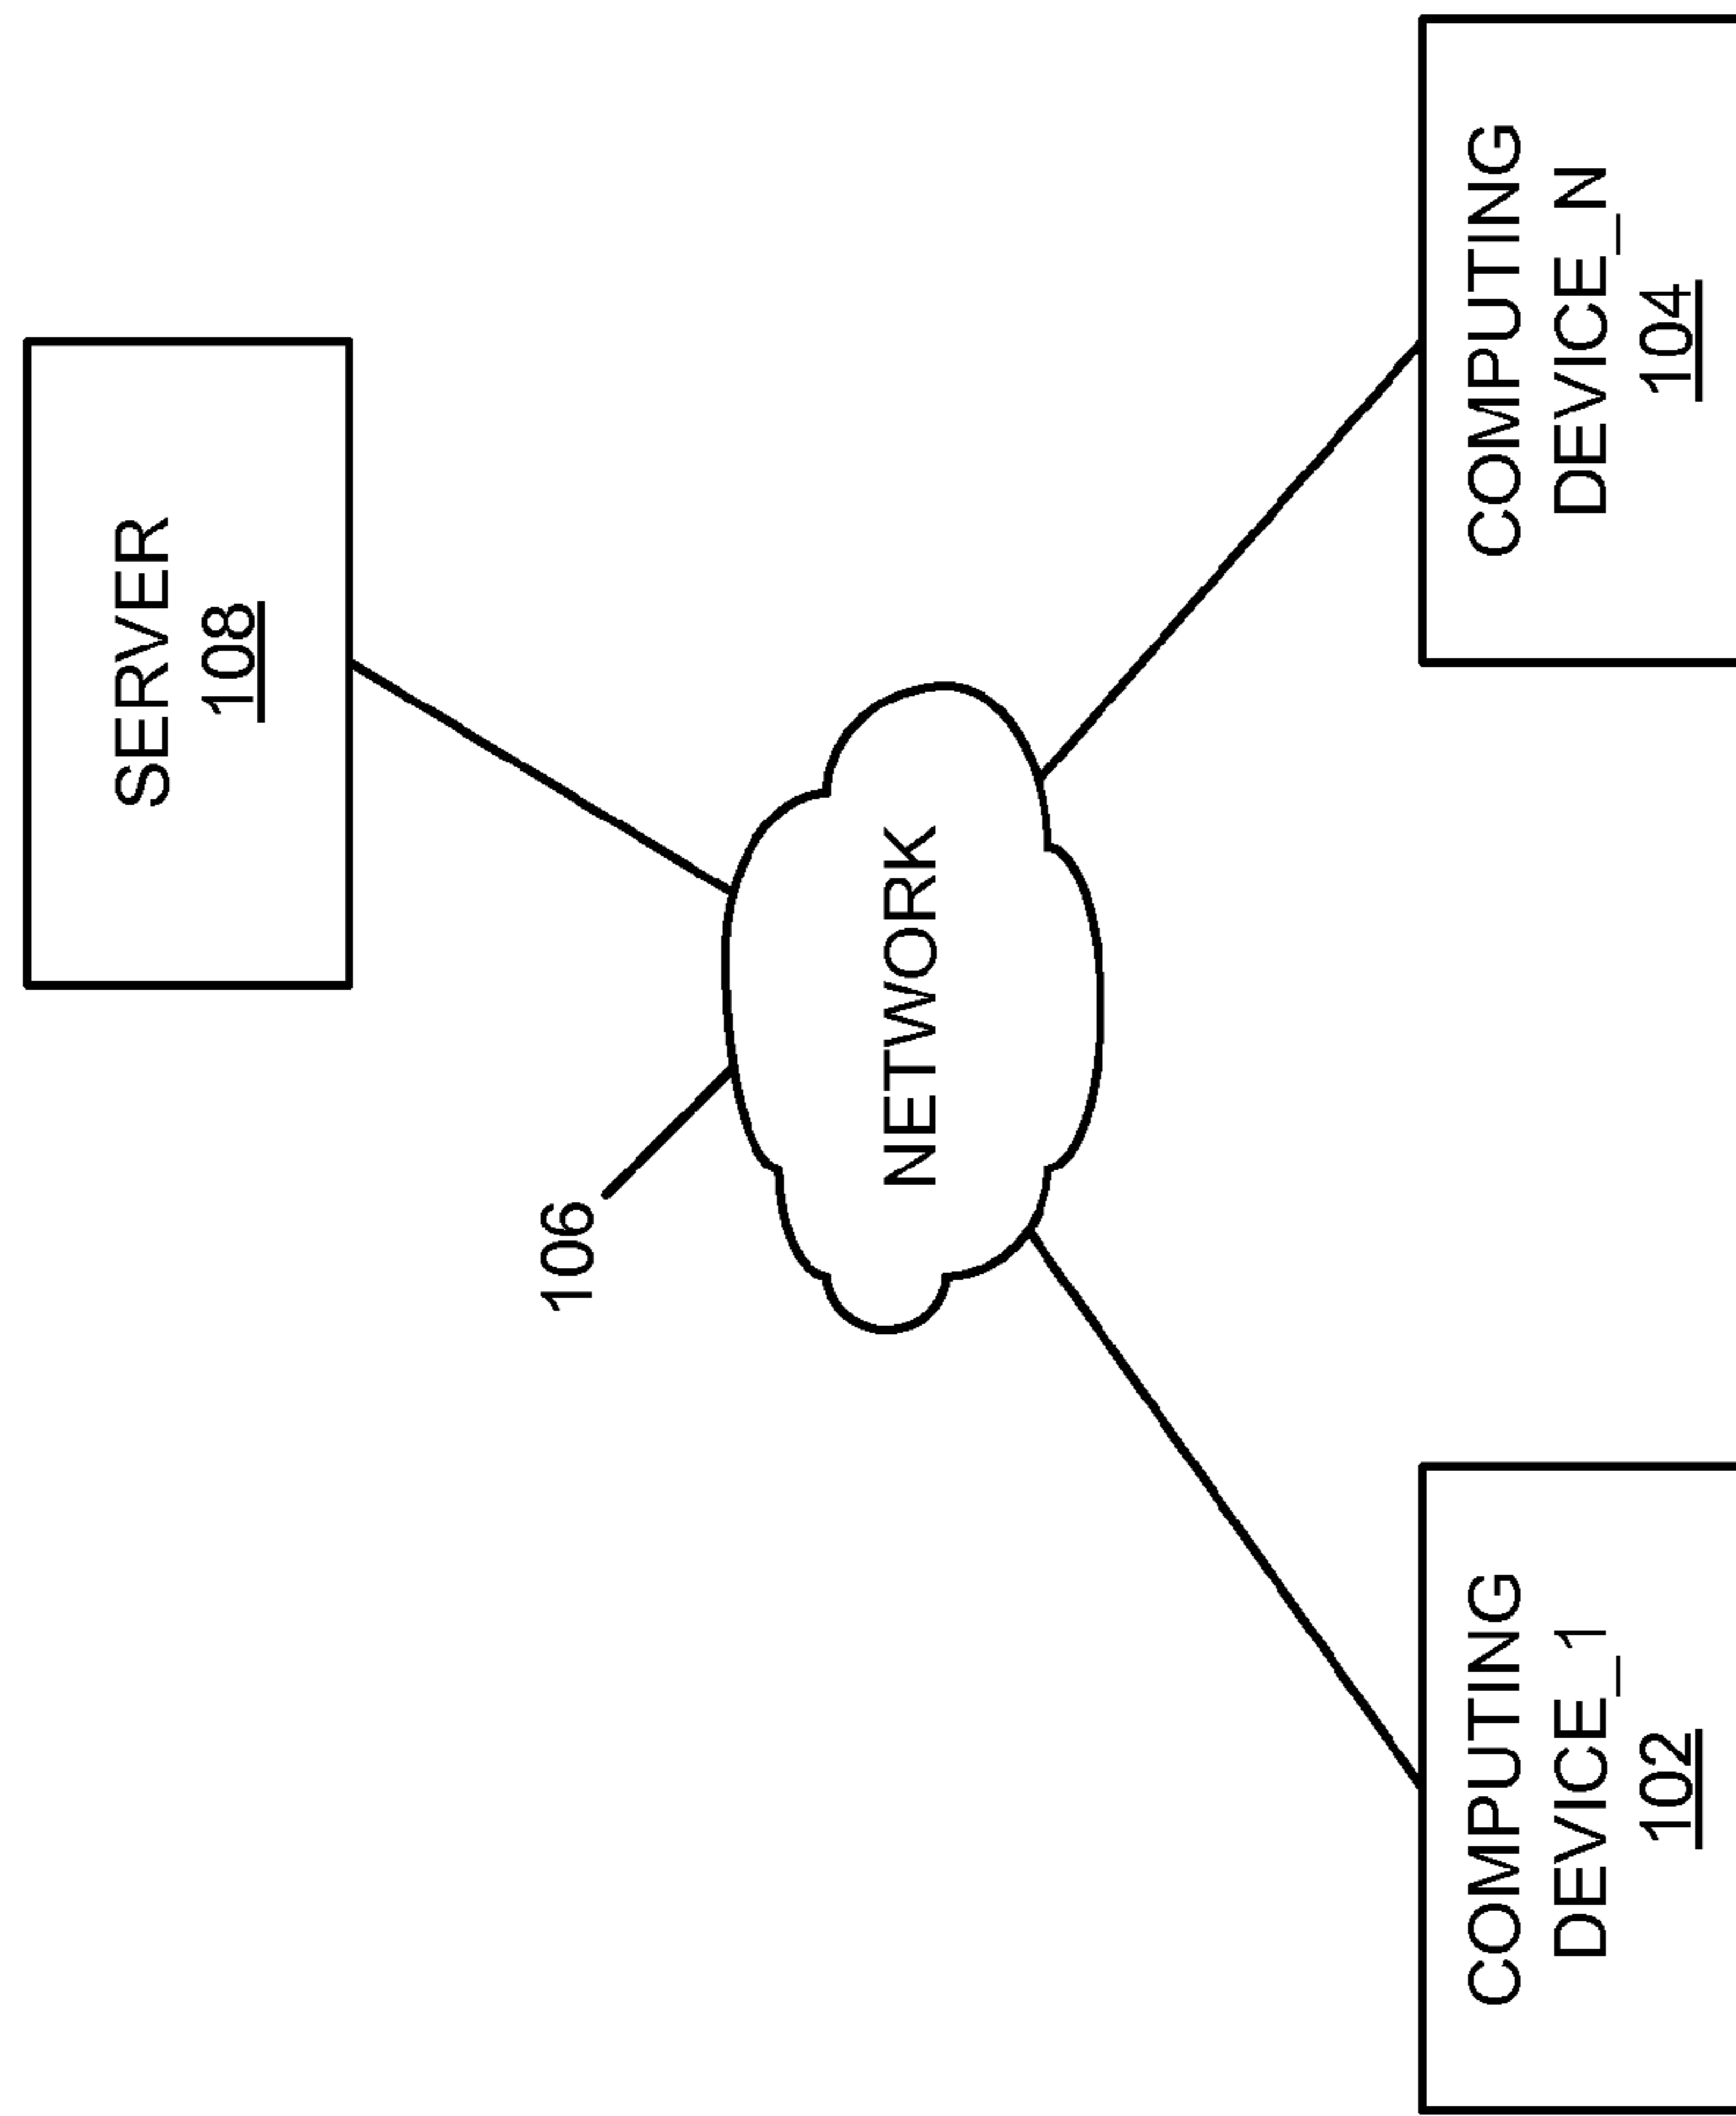 SERVER
108
106
NETWORK
COMPUTING
DEVICE_1
102
COMPUTING
DEVICE_N
104